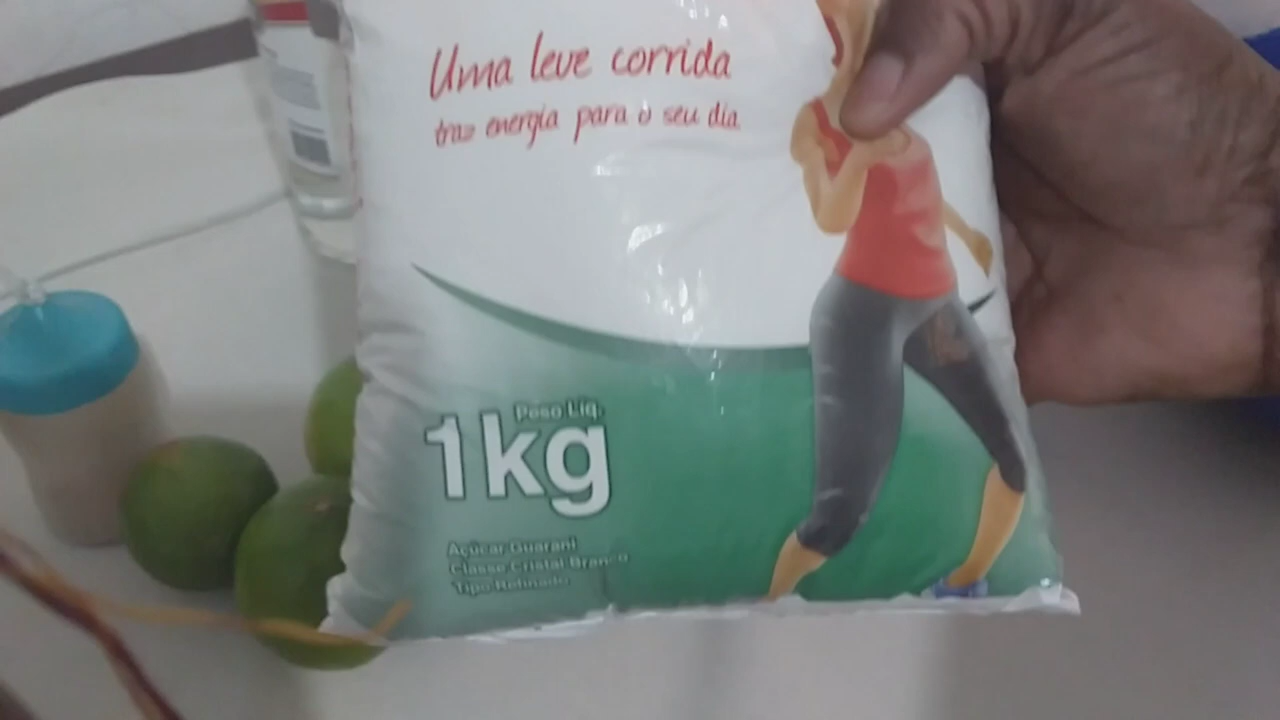 Uma leve corrida
traz energia para o seu dia
Peso Líq.
1kg
Açúcar Guarani
Classe Cristal Branco
Tipo Refinado